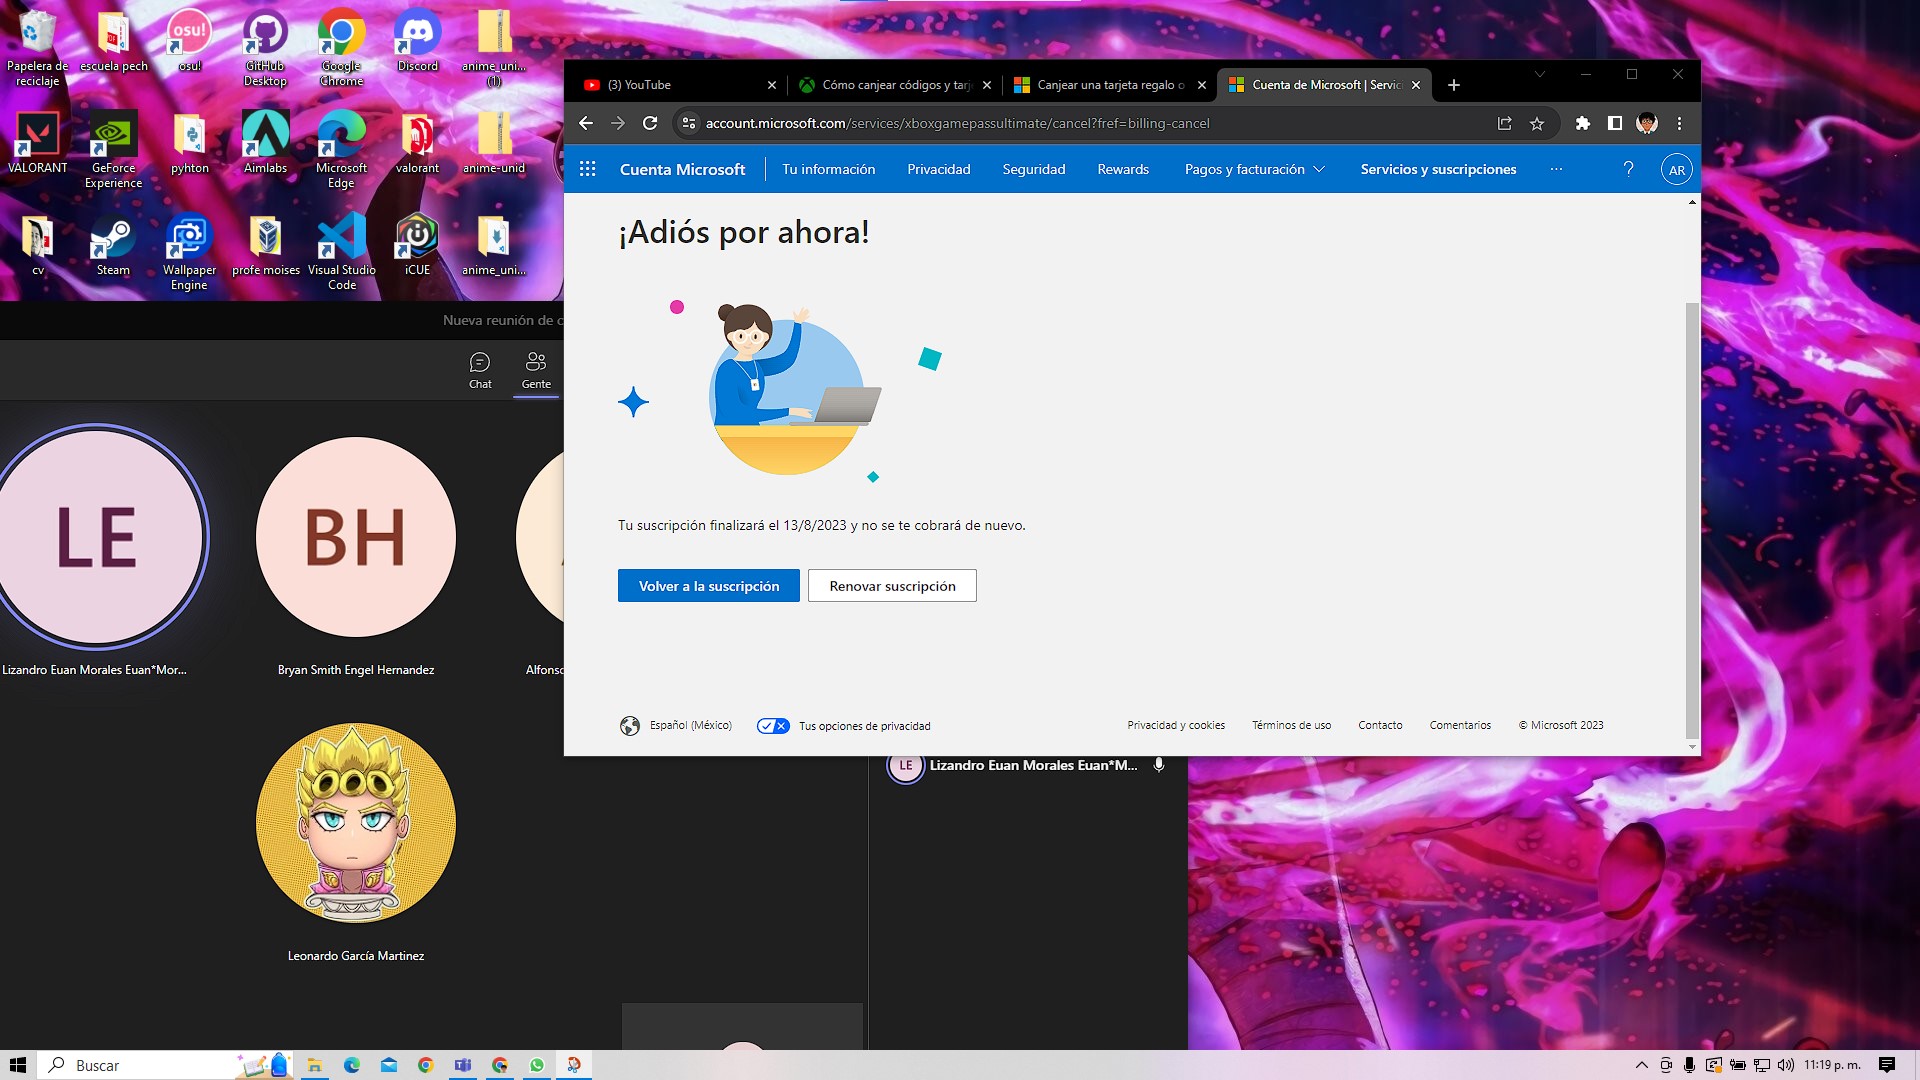 Papelera de
reciclaje
escuela pech
osu!
osu!
GitHub
Desktop
Google
Chrome
Discord
anime_uni...
(1)
VALORANT
GeForce
Experience
pyhton
Aimlabs
Microsoft
Edge
valorant
anime-unid
cv
Steam
Wallpaper
Engine
profe moises
Visual Studio
Code
iCUE
anime_uni...
(3) YouTube
Cómo canjear códigos y tarj
Canjear una tarjeta regalo o
Cuenta de Microsoft | Servic
account.microsoft.com/services/xboxgamepassultimate/cancel?fref=billing-cancel
Cuenta Microsoft
Tu información
Privacidad
Seguridad
Rewards
Pagos y facturación
Servicios y suscripciones
...
?
AR
¡Adiós por ahora!
Tu suscripción finalizará el 13/8/2023 y no se te cobrará de nuevo.
Volver a la suscripción
Renovar suscripción
Español (México)
Tus opciones de privacidad
Privacidad y cookies
Términos de uso
Contacto
Comentarios
© Microsoft 2023
Nueva reunión de c
Chat
Gente
LE
BH
Lizandro Euan Morales Euan*Mor...
Bryan Smith Engel Hernandez
Alfonso
Leonardo García Martinez
LE
Lizandro Euan Morales Euan*M...
Buscar
11:19 p. m.